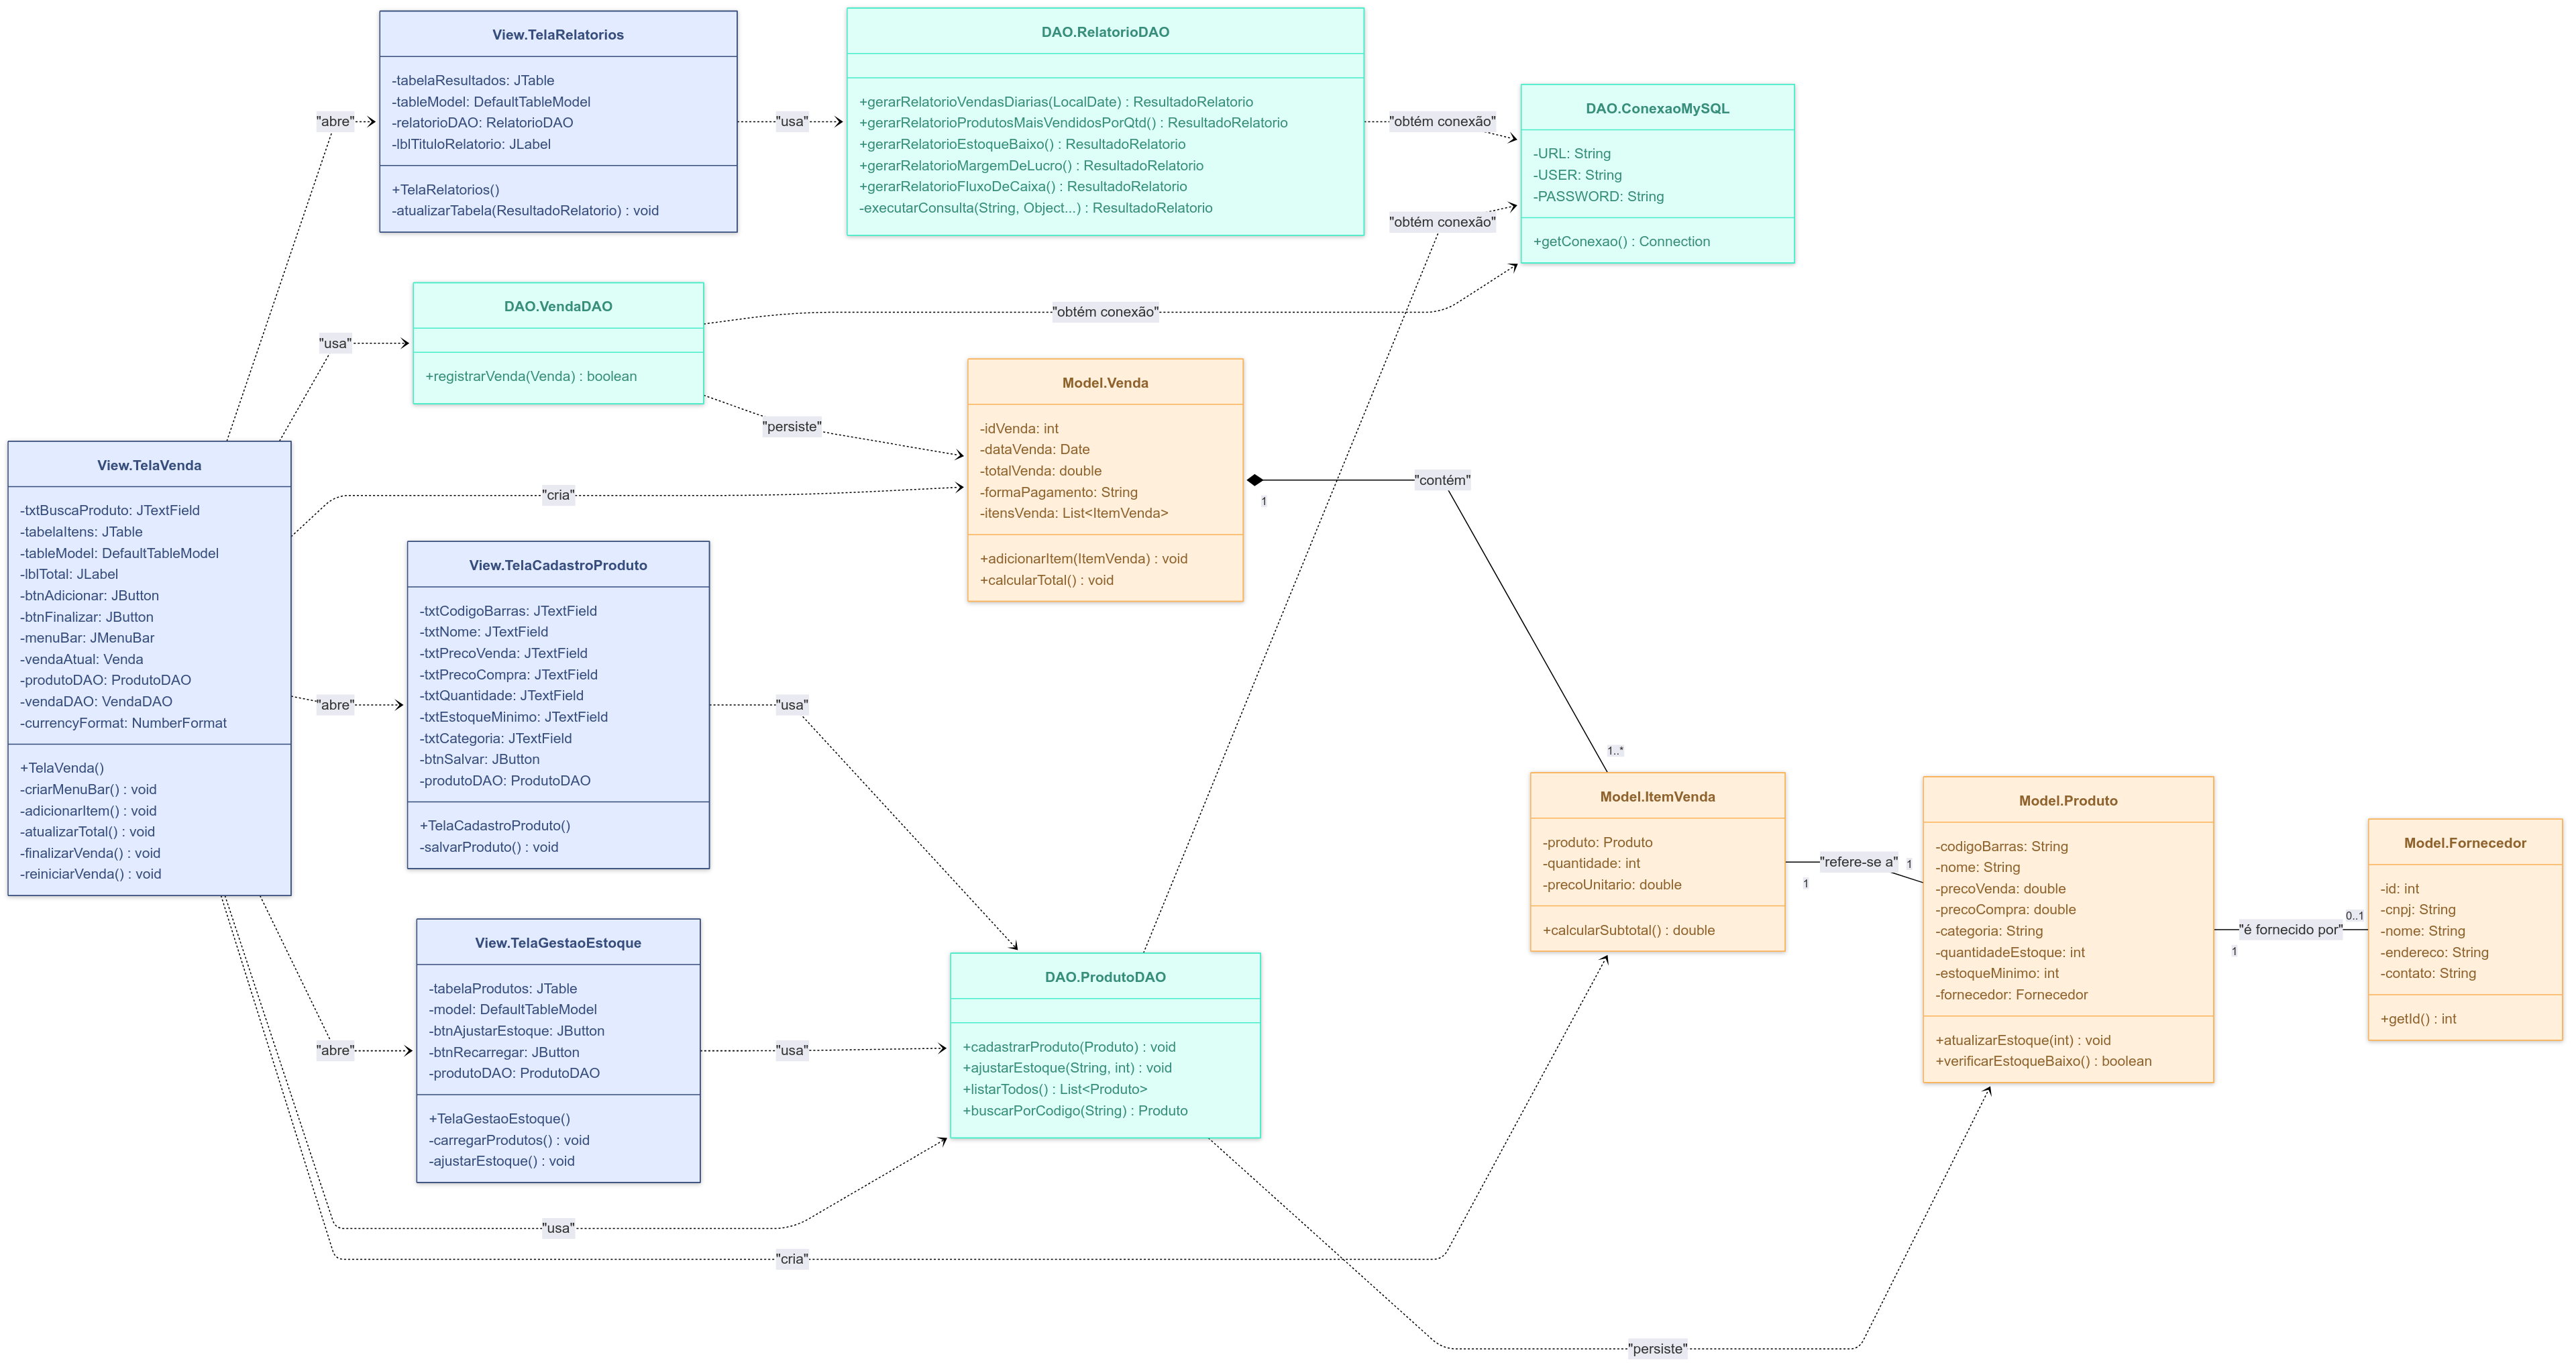 View.TelaRelatorios
-tabelaResultados: JTable
-tableModel: DefaultTableModel
-relatorioDAO: RelatorioDAO
-lblTituloRelatorio: JLabel
+TelaRelatorios()
-atualizarTabela(ResultadoRelatorio) : void
DAO.RelatorioDAO
+gerarRelatorioVendasDiarias(LocalDate) : ResultadoRelatorio
+gerarRelatorioProdutosMaisVendidosPorQtd() : ResultadoRelatorio
+gerarRelatorioEstoqueBaixo() : ResultadoRelatorio
+gerarRelatorioMargemDeLucro() : ResultadoRelatorio
+gerarRelatorioFluxoDeCaixa() : ResultadoRelatorio
-executarConsulta(String, Object...) : ResultadoRelatorio
DAO.ConexaoMySQL
-URL: String
-USER: String
-PASSWORD: String
+getConexao() : Connection
"abre"
"usa"
"obtém conexão"
"obtém conexão"
DAO.VendaDAO
+registrarVenda(Venda) : boolean
"usa"
"obtém conexão"
"persiste"
Model.Venda
-idVenda: int
-dataVenda: Date
-totalVenda: double
-formaPagamento: String
-itensVenda: List<ItemVenda>
+adicionarItem(ItemVenda) : void
+calcularTotal() : void
1
"contém"
1..*
View.TelaVenda
-txtBuscaProduto: JTextField
-tabelaItens: JTable
-tableModel: DefaultTableModel
-lblTotal: JLabel
-btnAdicionar: JButton
-btnFinalizar: JButton
-menuBar: JMenuBar
-vendaAtual: Venda
-produtoDAO: ProdutoDAO
-vendaDAO: VendaDAO
-currencyFormat: NumberFormat
+TelaVenda()
-criarMenuBar() : void
-adicionarItem() : void
-atualizarTotal() : void
-finalizarVenda() : void
-reiniciarVenda() : void
"cria"
"abre"
View.TelaCadastroProduto
-txtCodigoBarras: JTextField
-txtNome: JTextField
-txtPrecoVenda: JTextField
-txtPrecoCompra: JTextField
-txtQuantidade: JTextField
-txtEstoqueMinimo: JTextField
-txtCategoria: JTextField
-btnSalvar: JButton
-produtoDAO: ProdutoDAO
+TelaCadastroProduto()
-salvarProduto() : void
"usa"
Model.ItemVenda
-produto: Produto
-quantidade: int
-precoUnitario: double
+calcularSubtotal() : double
"refere-se a"
1
1
Model.Produto
-codigoBarras: String
-nome: String
-precoVenda: double
-precoCompra: double
-categoria: String
-quantidadeEstoque: int
-estoqueMinimo: int
-fornecedor: Fornecedor
+atualizarEstoque(int) : void
+verificarEstoqueBaixo() : boolean
"é fornecido por"
0..1
1
Model.Fornecedor
-id: int
-cnpj: String
-nome: String
-endereco: String
-contato: String
+getId() : int
"abre"
View.TelaGestaoEstoque
-tabelaProdutos: JTable
-model: DefaultTableModel
-btnAjustarEstoque: JButton
-btnRecarregar: JButton
-produtoDAO: ProdutoDAO
+TelaGestaoEstoque()
-carregarProdutos() : void
-ajustarEstoque() : void
"usa"
DAO.ProdutoDAO
+cadastrarProduto(Produto) : void
+ajustarEstoque(String, int) : void
+listarTodos() : List<Produto>
+buscarPorCodigo(String) : Produto
"usa"
"cria"
"persiste"